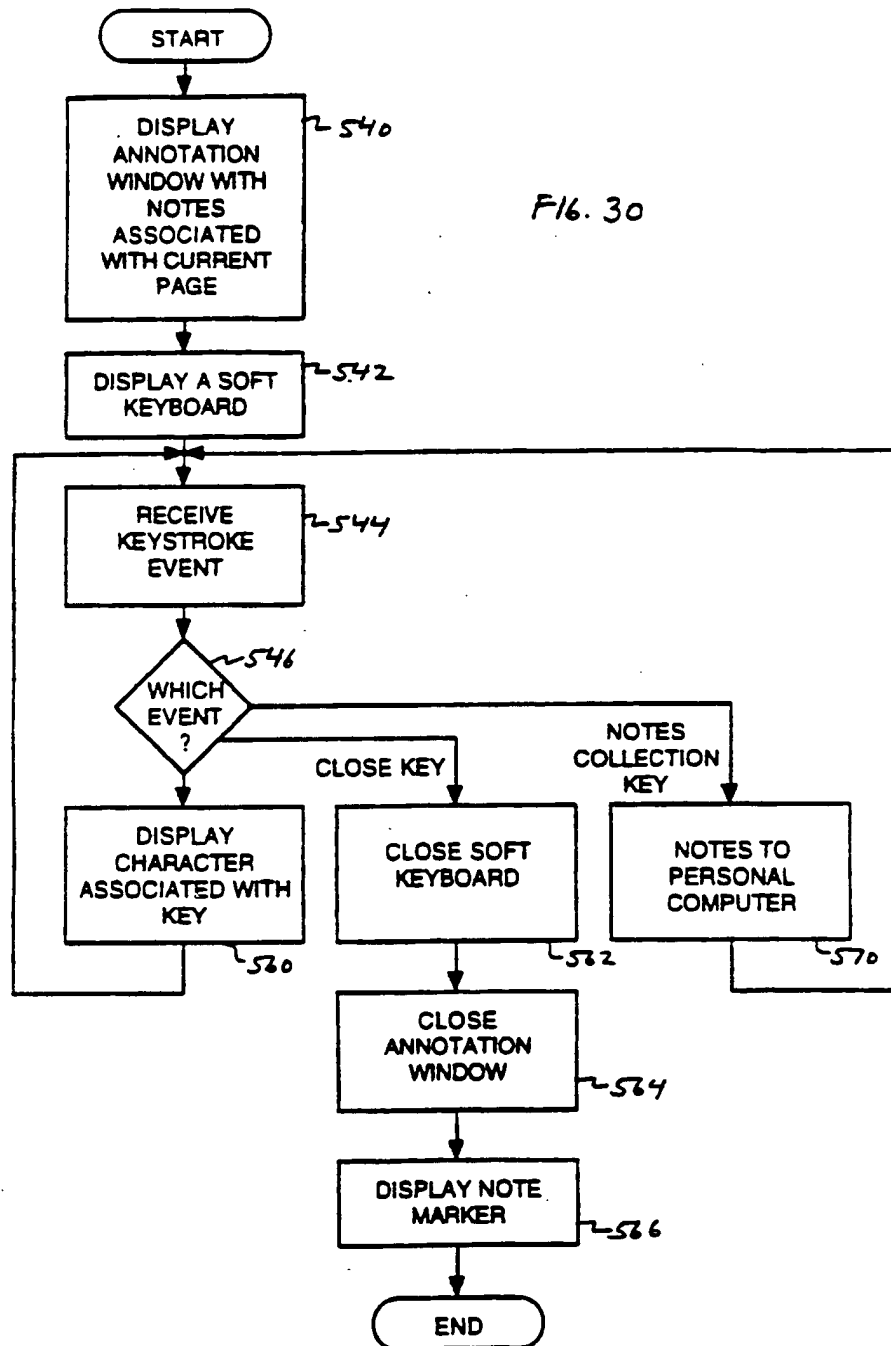 START
DISPLAY
ANNOTATION
WINDOW WITH
NOTES
ASSOCIATED
WITH CURRENT
PAGE
540
FIG. 30
DISPLAY A SOFT
KEYBOARD
542
RECEIVE
KEYSTROKE
EVENT
544
546
WHICH
EVENT
?
CLOSE KEY
NOTES
COLLECTION
KEY
DISPLAY
CHARACTER
ASSOCIATED WITH
KEY
560
CLOSE SOFT
KEYBOARD
562
NOTES TO
PERSONAL
COMPUTER
570
CLOSE
ANNOTATION
WINDOW
564
DISPLAY NOTE
MARKER
566
END